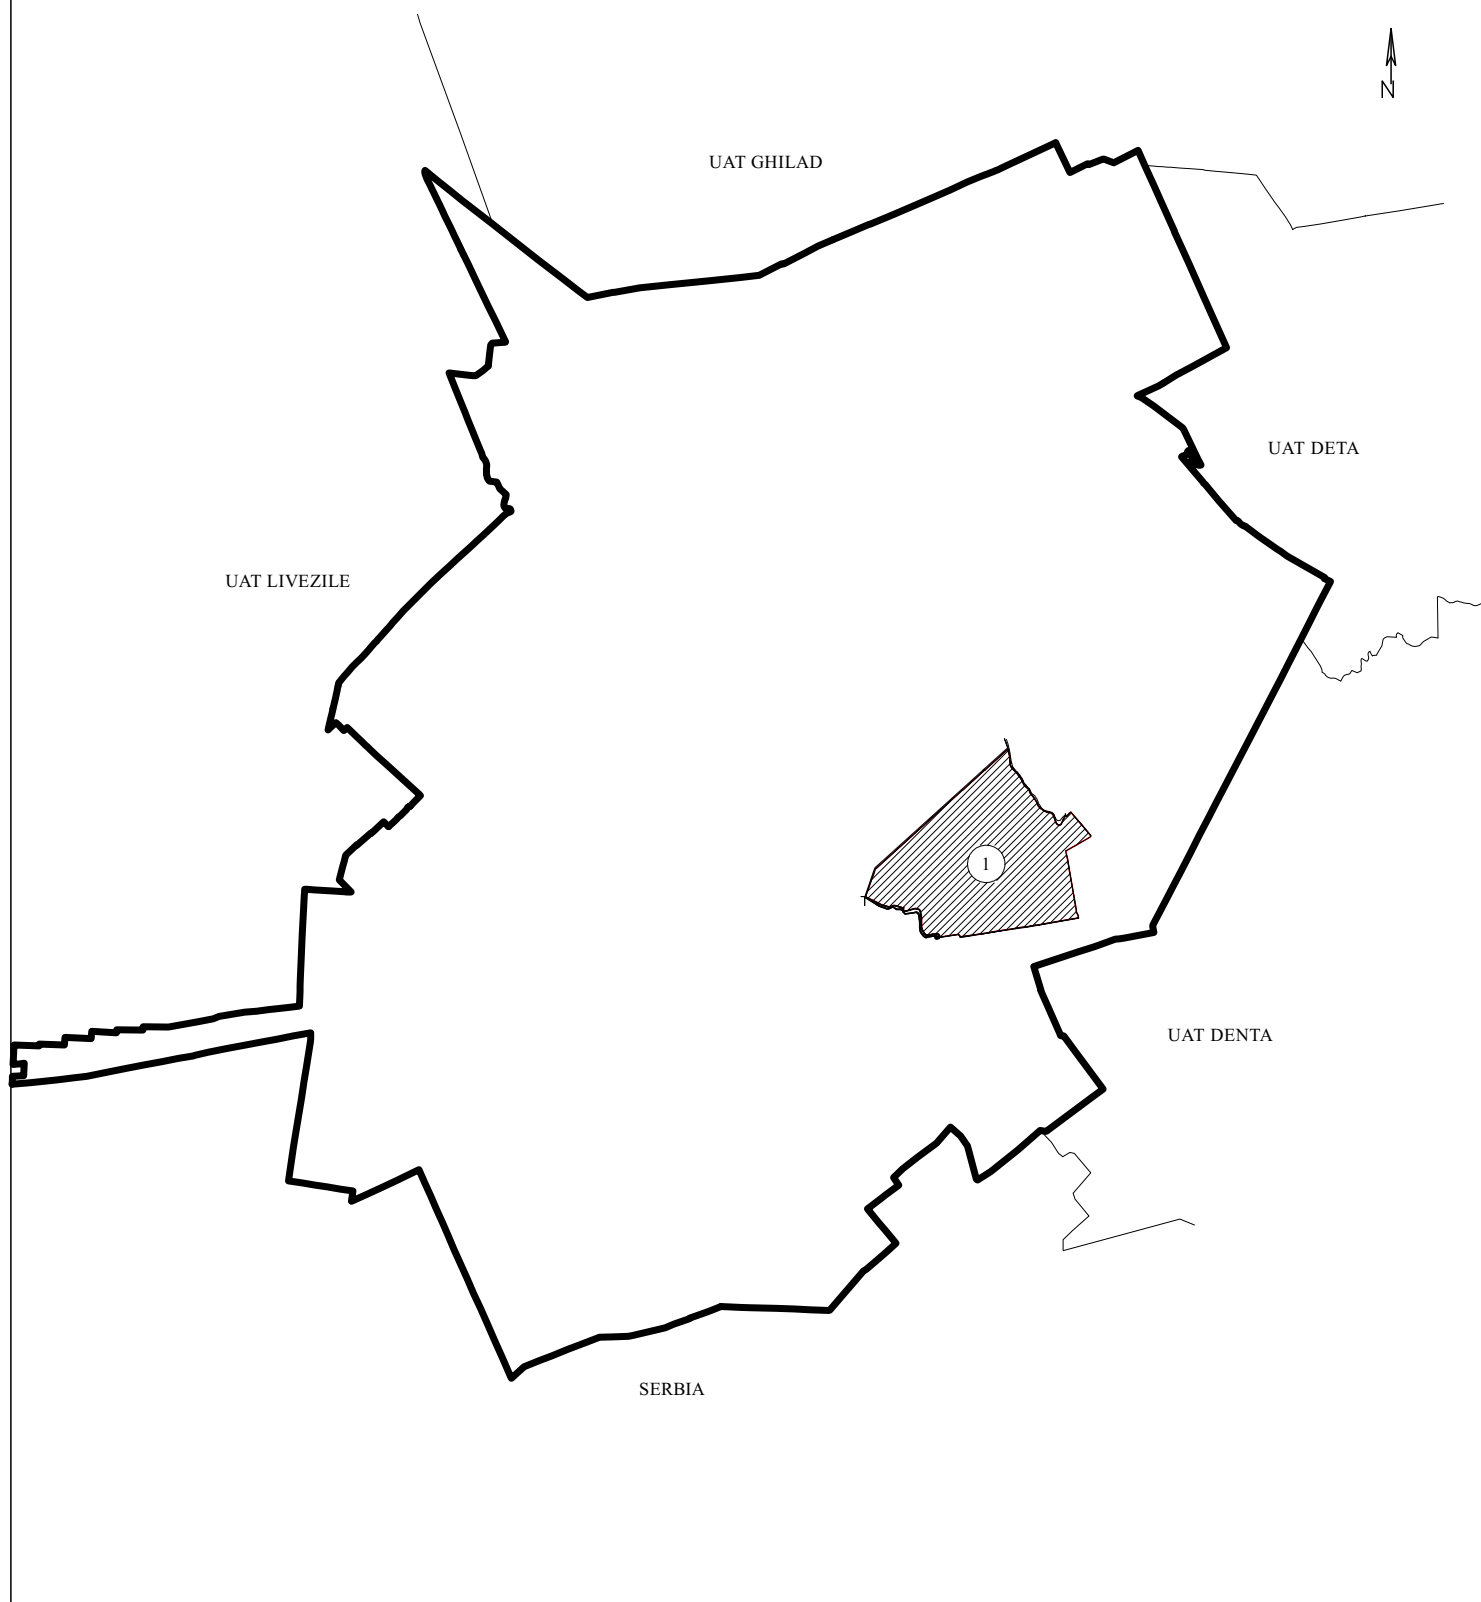 N
UAT GHILAD
UAT DETA
UAT LIVEZILE
1
UAT DENTA
SERBIA